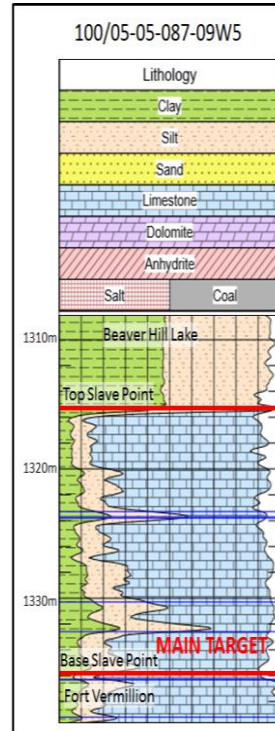 100/05-05-087-09W5
Lithology
Clay
Silt
Sand
Limestone
Dolomite
Anhydrite
Salt Coal
1310m
Beaver Hill Lake
Top Slave Point
1320m
1330m
MAIN TARGET
Base Slave Point
Fort Vermillion